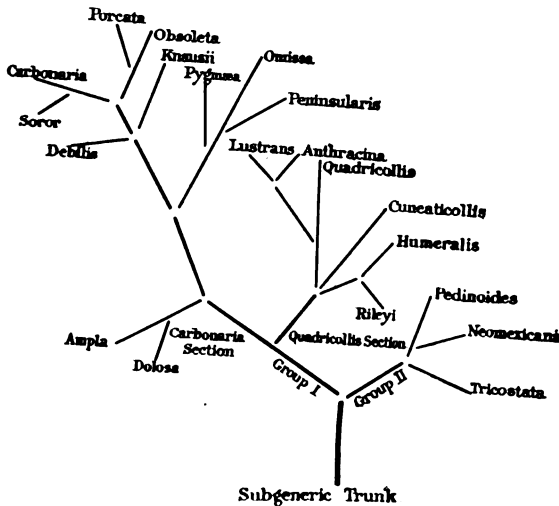 Porcata
Obsoleta
Knausii
Omissa
Carbonaria
Pygmaea
Peninsularis
Soror
Debilis
Lustrans Anthracina
Quadricollis
Cuneaticollis
Humeralis
Pedinoides
Rileyi
Ampla
Carbonaria
Section
Quadricollis Section
Neomexicana
Dolosa
Group I
Group II
Tricostata
Subgeneric Trunk